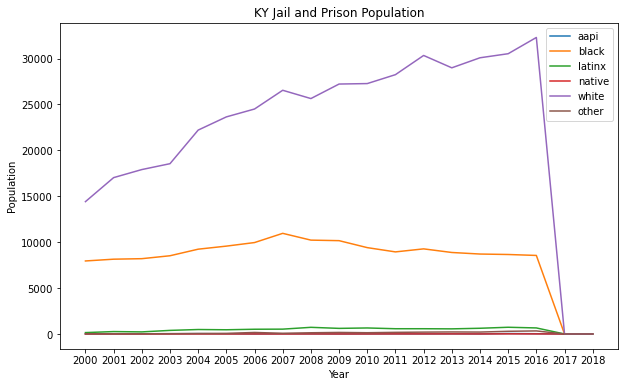 KY Jail and Prison Population
aapi
black
latinx
native
white
other
Population
30000
25000
20000
15000
10000
5000
0
2000 2001 2002 2003 2004 2005 2006 2007 2008 2009 2010 2011 2012 2013 2014 2015 2016 2017 2018
Year